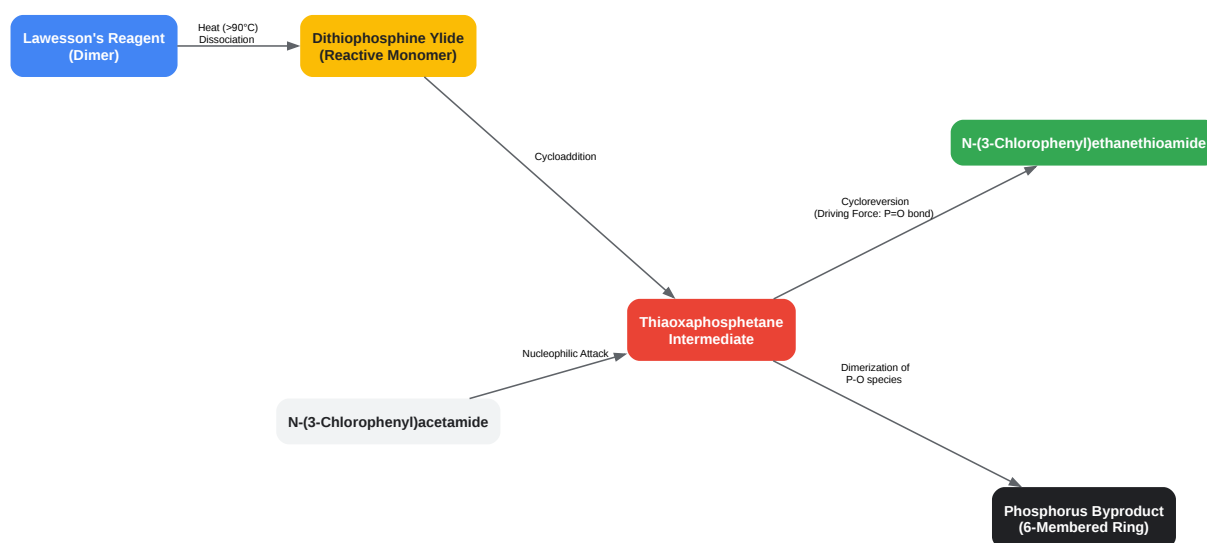 Lawesson's Reagent
(Dimer)
Heat (>90°C)
Dissociation
Dithiophosphine Ylide
(Reactive Monomer)
Cycloaddition
N-(3-Chlorophenyl)ethanethioamide
Cycloreversion
(Driving Force: P=O bond)
Thiaoxaphosphetane
Intermediate
Nucleophilic Attack
N-(3-Chlorophenyl)acetamide
Dimerization of
P-O species
Phosphorus Byproduct
(6-Membered Ring)